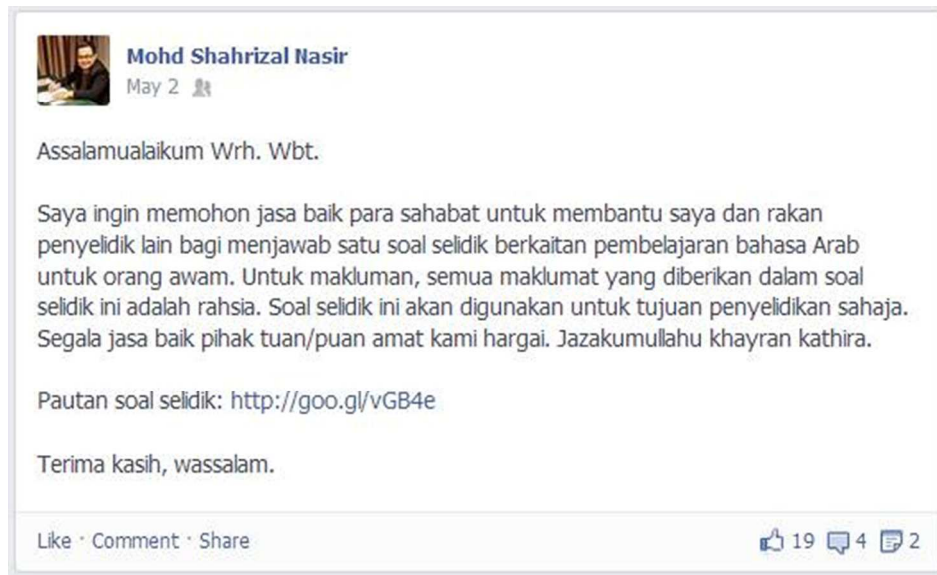 Mohd Shahrizal Nasir
May 2
Assalamualaikum Wrh. Wbt.
Saya ingin memohon jasa baik para sahabat untuk membantu saya dan rakan
penyelidik lain bagi menjawab satu soal selidik berkaitan pembelajaran bahasa Arab
untuk orang awam. Untuk makluman, semua maklumat yang diberikan dalam soal
selidik ini adalah rahsia. Soal selidik ini akan digunakan untuk tujuan penyelidikan sahaja.
Segala jasa baik pihak tuan/puan amat kami hargai. Jazakumullahu khayran kathira.
Pautan soal selidik: http://goo.gl/vGB4e
Terima kasih, wassalam.
Like · Comment · Share 19 4 2